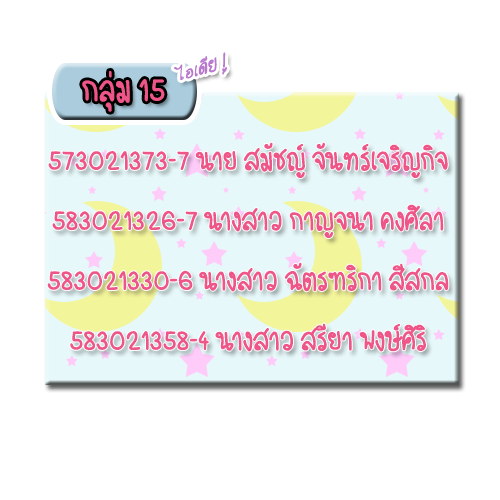 ไอเดีย !
กลุ่ม 15
573021373-7 นาย สมัชญ์ จันทร์เจริญกิจ
583021326-7 นางสาว กาญจนา คงศีลา
583021330-6 นางสาว ฉัตรฑริกา สีสกล
583021358-4 นางสาว สรียา พงษ์ศิริ